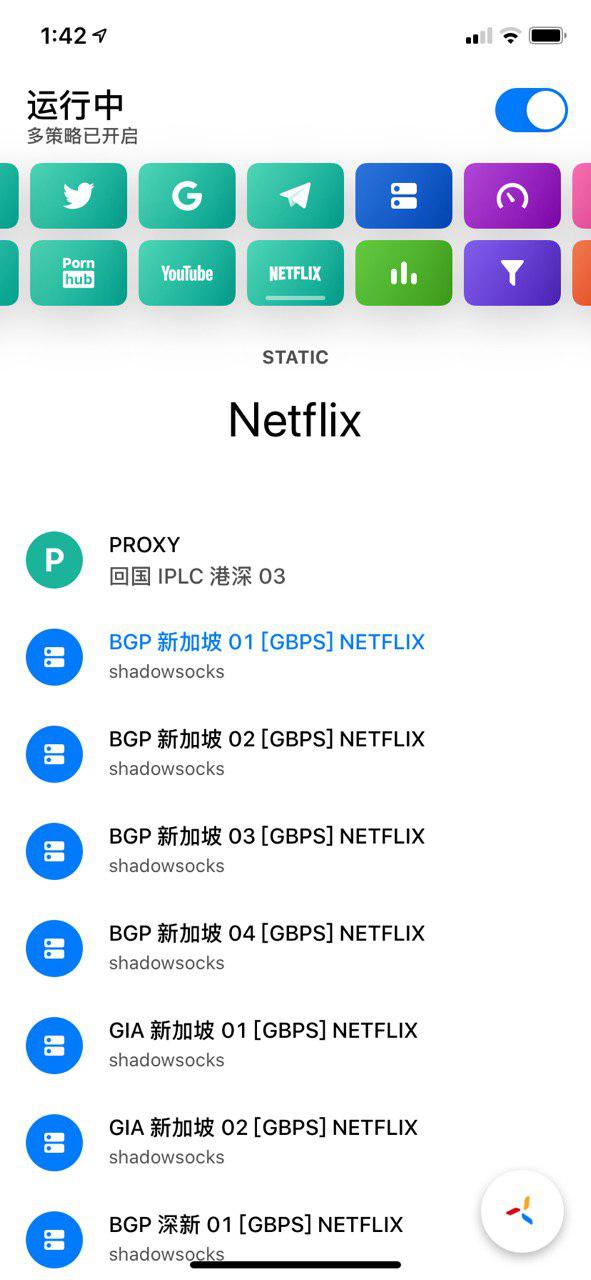 1:42
运行中
多策略已开启
G
Porn
hub
YouTube
NETFLIX
STATIC
Netflix
P
PROXY
回国 IPLC 港深 03
BGP 新加坡 01 [GBPS] NETFLIX
shadowsocks
BGP 新加坡 02 [GBPS] NETFLIX
shadowsocks
BGP 新加坡 03 [GBPS] NETFLIX
shadowsocks
BGP 新加坡 04 [GBPS] NETFLIX
shadowsocks
GIA 新加坡 01 [GBPS] NETFLIX
shadowsocks
GIA 新加坡 02 [GBPS] NETFLIX
shadowsocks
BGP 深新 01 [GBPS] NETFLIX
shadowsocks